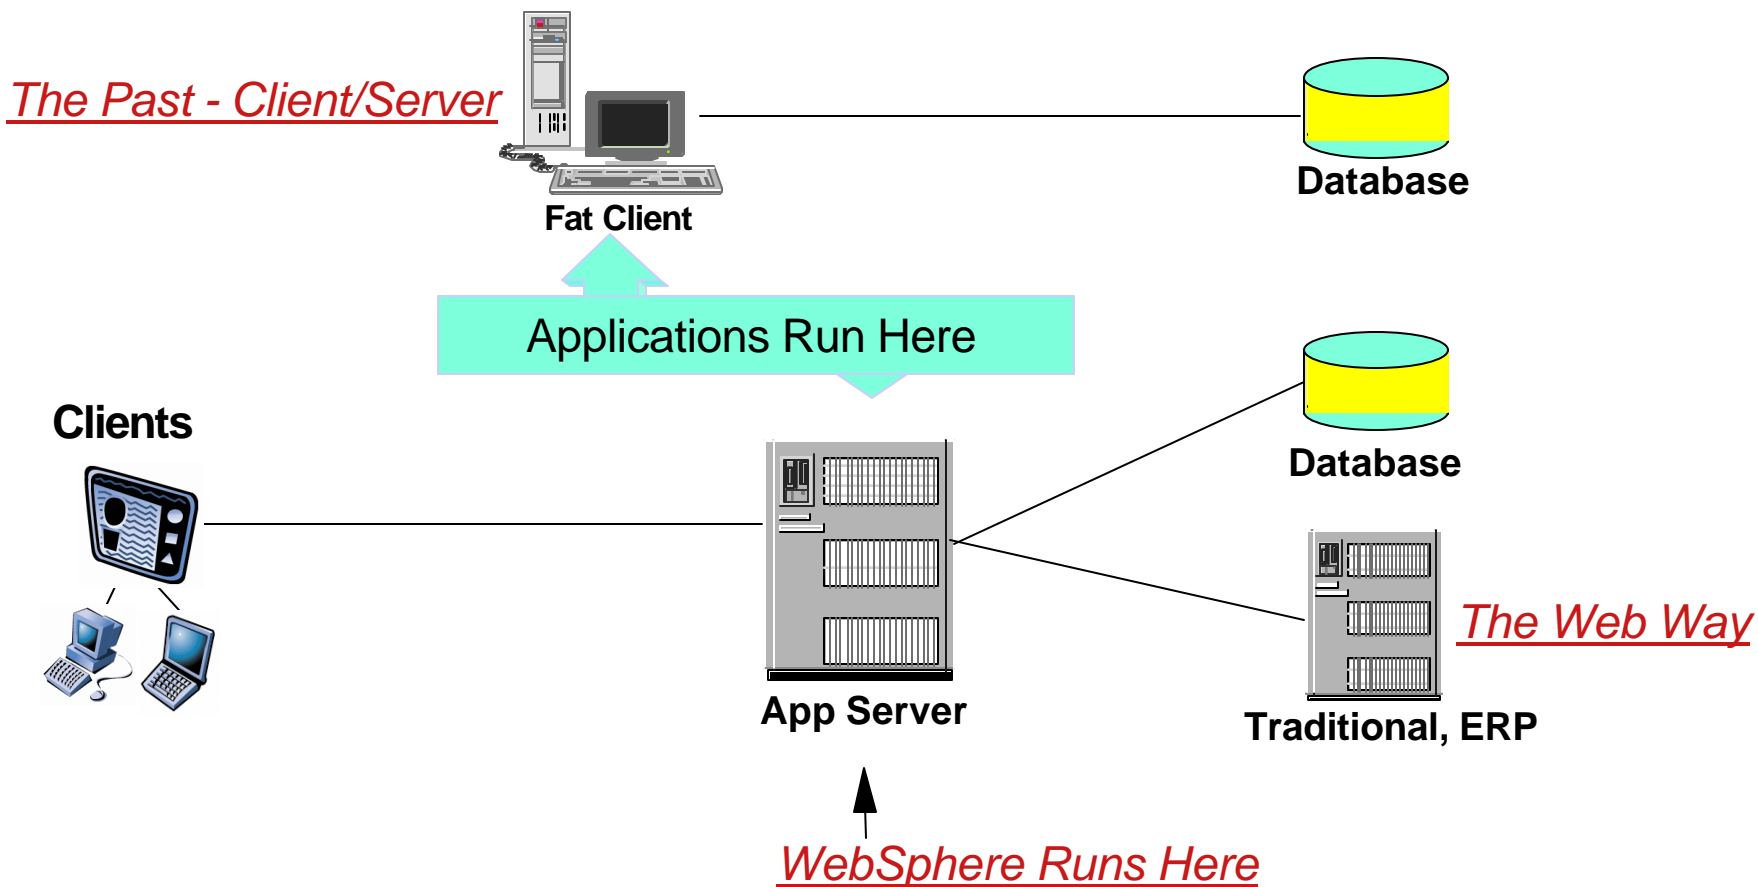 The Past - Client/Server
Database
Fat Client
Applications Run Here
Clients
Database
The Web Way
App Server
Traditional, ERP
WebSphere Runs Here